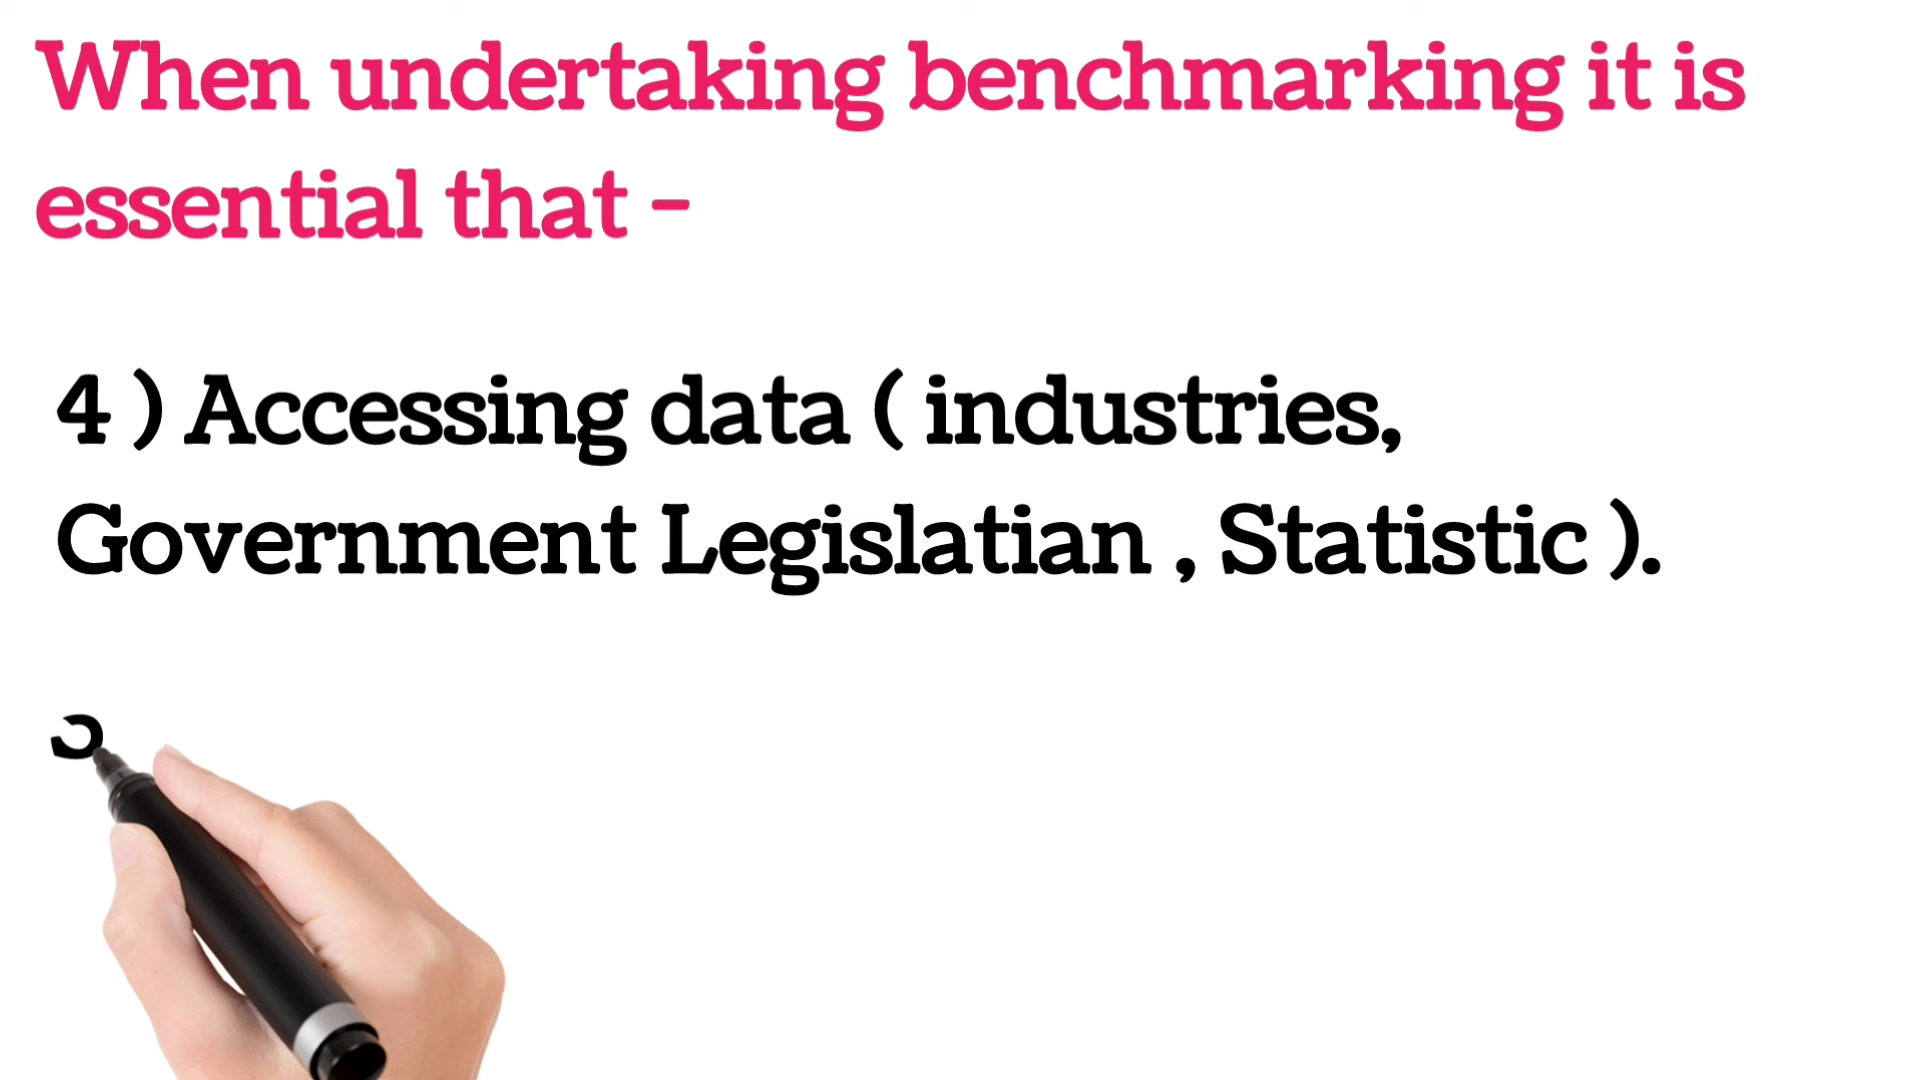 When undertaking benchmarking it is
essential that -
4 ) Accessing data ( industries,
Government Legislatian , Statistic ).